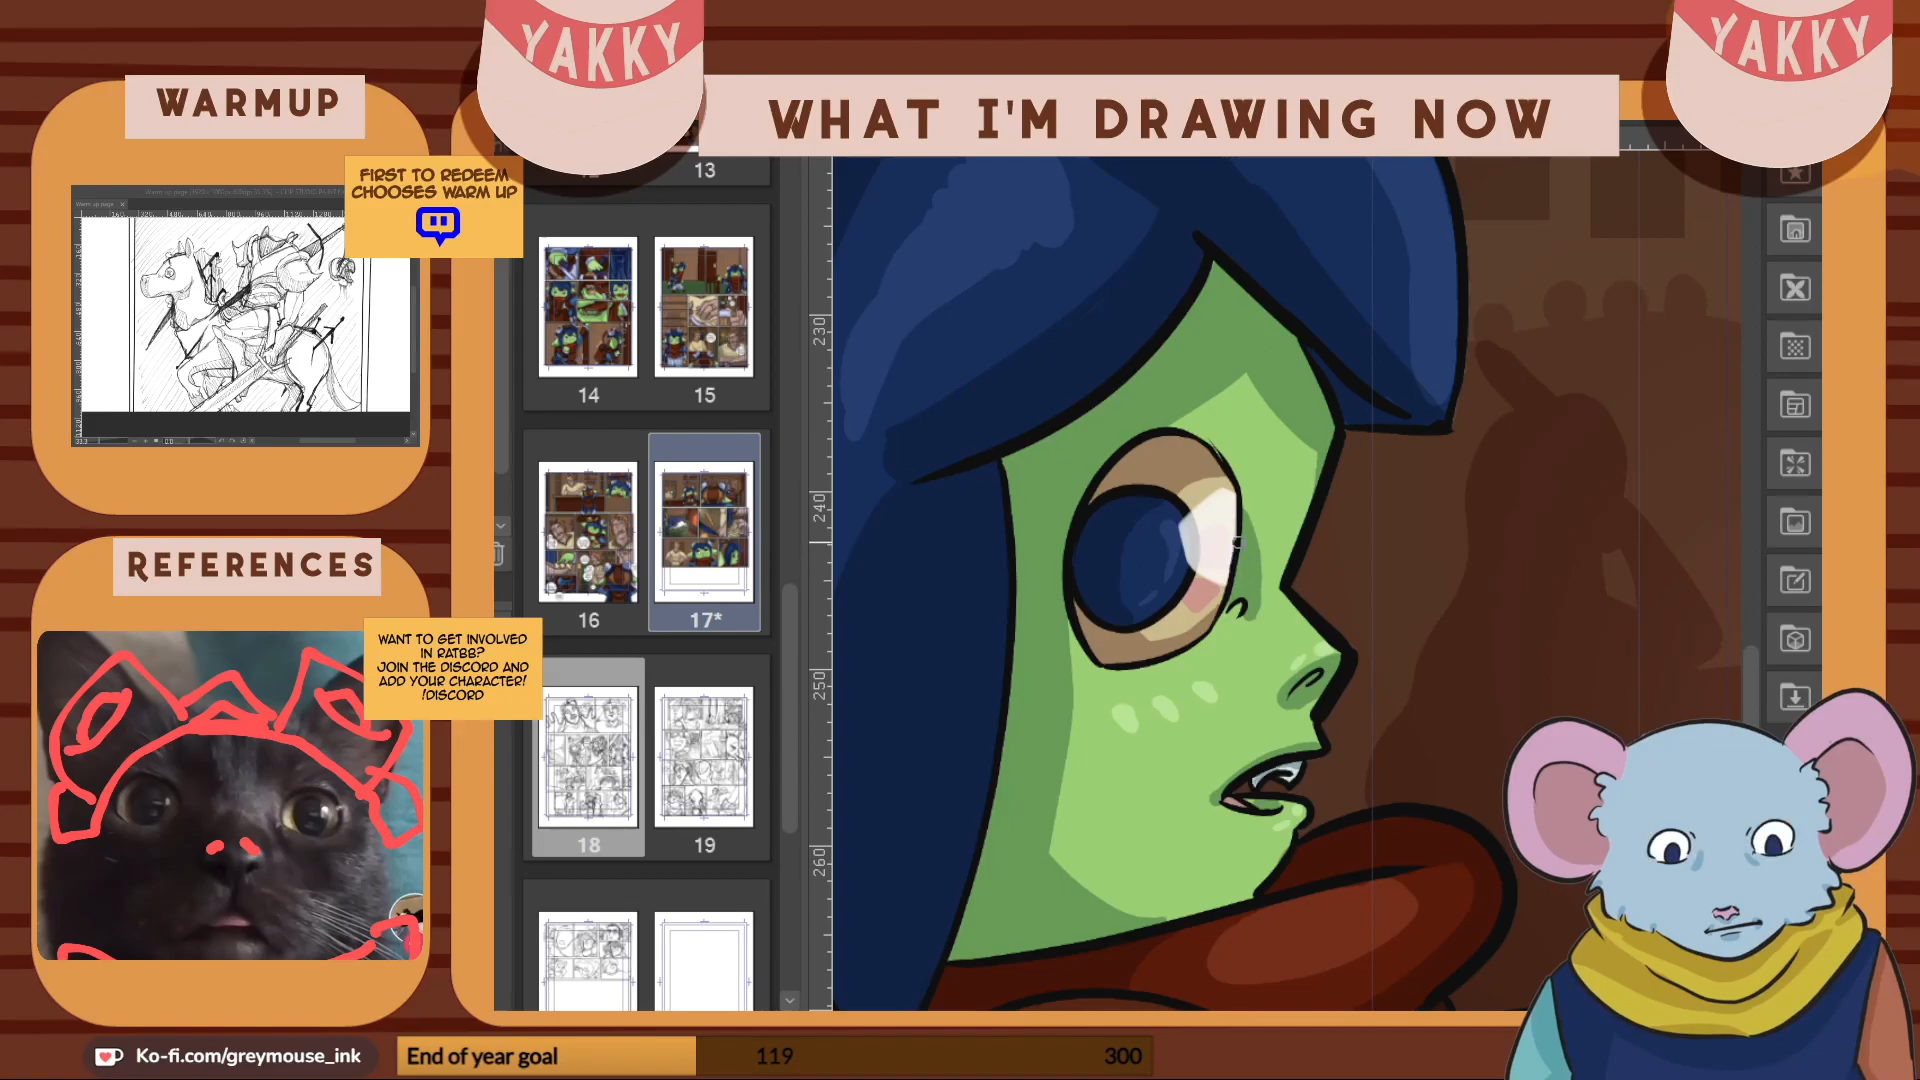 YAKKY
YAKKY
WARMUP
WHAT I'M DRAWING NOW
FIRST TO REDEEM
CHOOSES WARM UP
13
14
15
16
17*
18
19
230
240
250
260
REFERENCES
WANT TO GET INVOLVED
IN RAT88?
JOIN THE DISCORD AND
ADD YOUR CHARACTER!
!DISCORD
Ko-fi.com/greymouse_ink
End of year goal
119
300